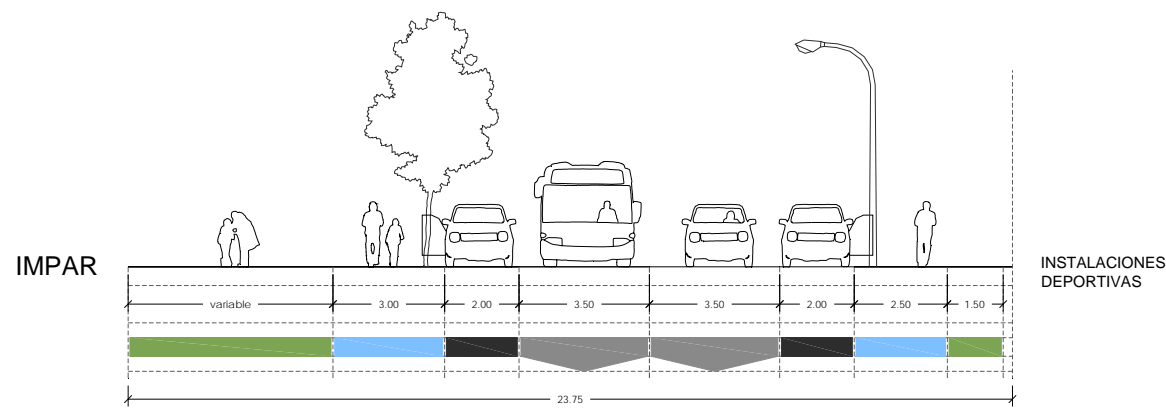 IMPAR
INSTALACIONES
DEPORTIVAS
variable 3.00 2.00 3.50 3.50 2.00 2.50 1.50
23.75